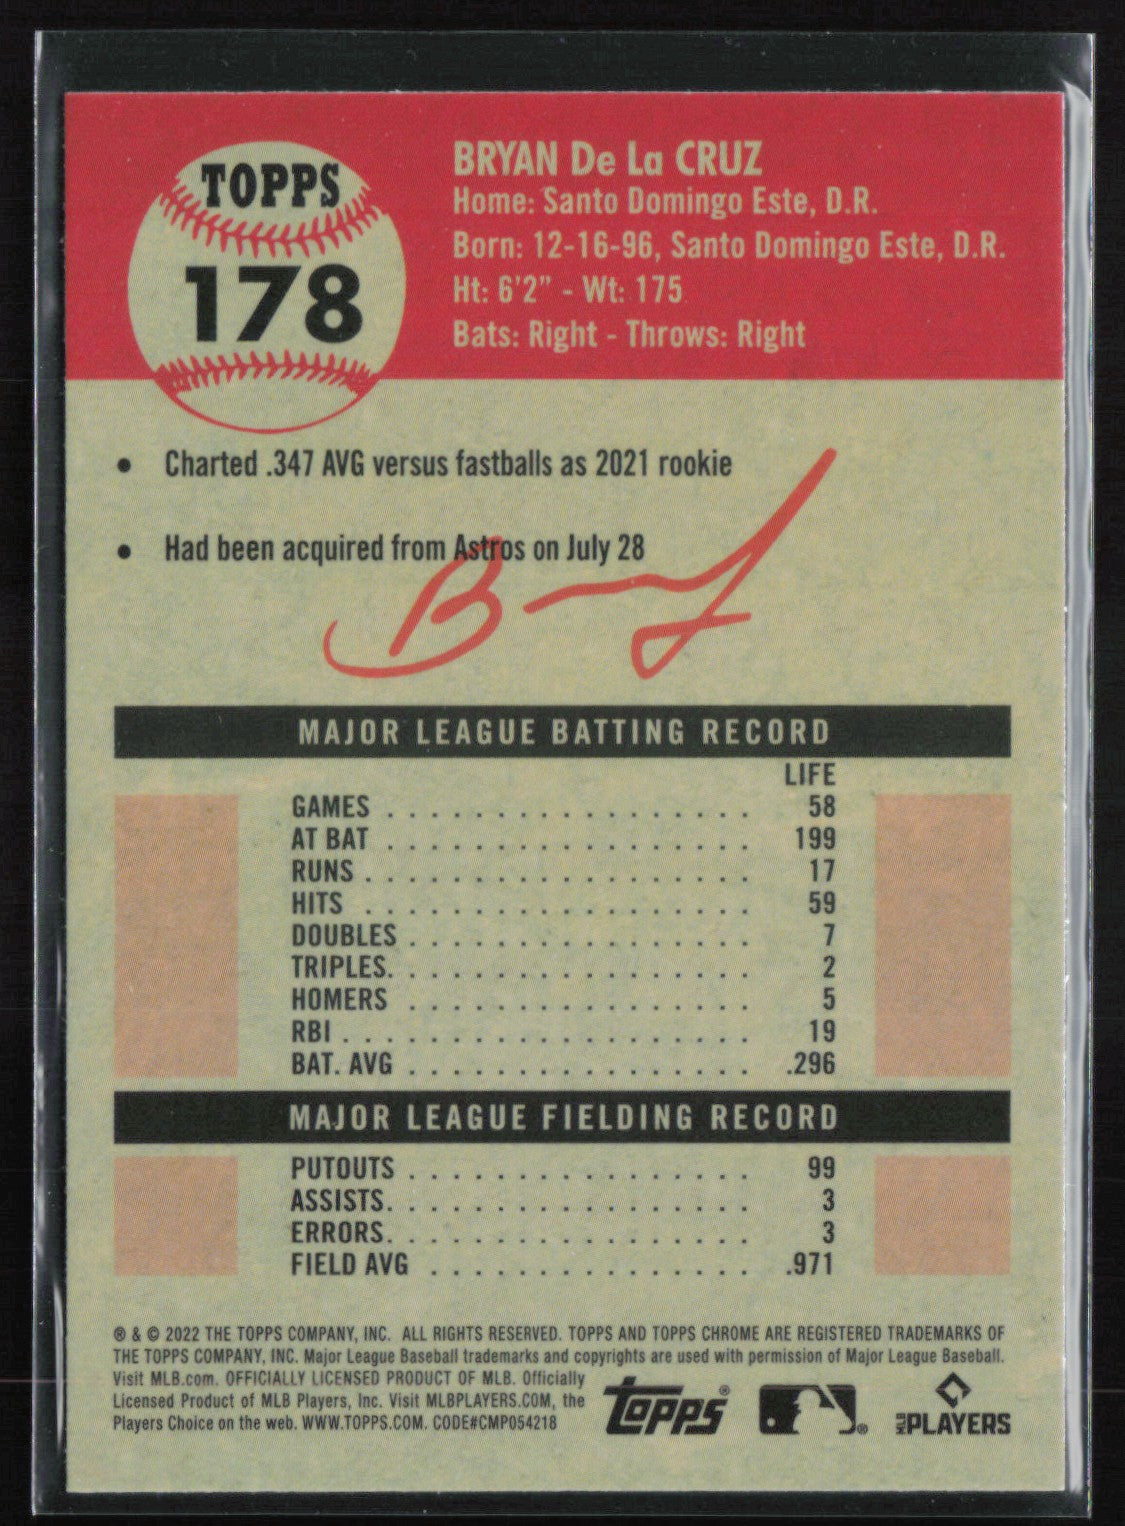 TOPPS
178
BRYAN De La CRUZ
Home: Santo Domingo Este, D.R.
Born: 12-16-96, Santo Domingo Este, D.R.
Ht: 6'2" - Wt: 175
Bats: Right - Throws: Right
• Charted .347 AVG versus fastballs as 2021 rookie
• Had been acquired from Astros on July 28
MAJOR LEAGUE BATTING RECORD
LIFE
GAMES . . . . . . . . . . . . . . . . . 58
AT BAT . . . . . . . . . . . . . . . . . 199
RUNS . . . . . . . . . . . . . . . . . . 17
HITS . . . . . . . . . . . . . . . . . . 59
DOUBLES . . . . . . . . . . . . . . . . 7
TRIPLES. . . . . . . . . . . . . . . . . 2
HOMERS . . . . . . . . . . . . . . . . 5
RBI . . . . . . . . . . . . . . . . . . . 19
BAT. AVG . . . . . . . . . . . . . . . . .296
MAJOR LEAGUE FIELDING RECORD
PUTOUTS . . . . . . . . . . . . . . . . 99
ASSISTS. . . . . . . . . . . . . . . . . 3
ERRORS. . . . . . . . . . . . . . . . . 3
FIELD AVG . . . . . . . . . . . . . . . .971
® & © 2022 THE TOPPS COMPANY, INC. ALL RIGHTS RESERVED. TOPPS AND TOPPS CHROME ARE REGISTERED TRADEMARKS OF
THE TOPPS COMPANY, INC. Major League Baseball trademarks and copyrights are used with permission of Major League Baseball.
Visit MLB.com. OFFICIALLY LICENSED PRODUCT OF MLB. Officially
Licensed Product of MLB Players, Inc. Visit MLBPLAYERS.COM, the
Players Choice on the web. WWW.TOPPS.COM. CODE#CMP054218
TOPPS® ® MLB PLAYERS